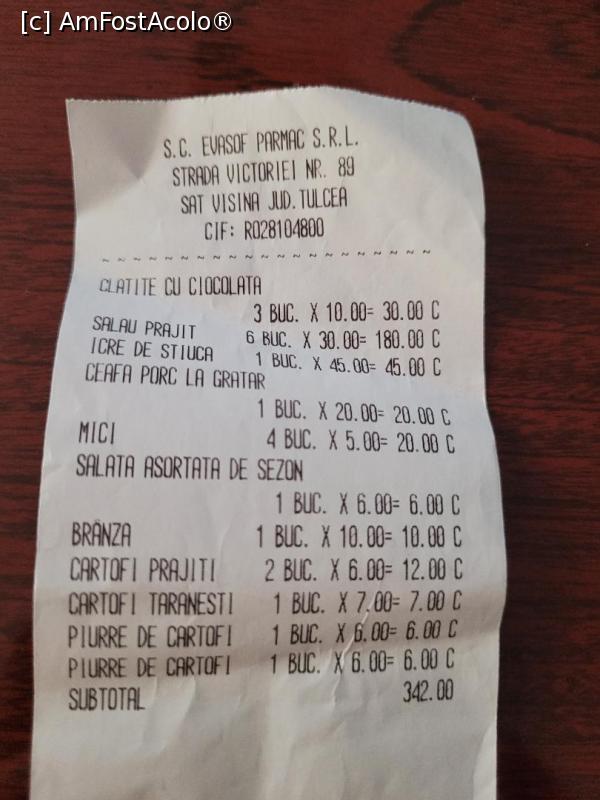 [c] AmFostAcolo®
S.C. EVASOF PARMAC S.R.L.
STRADA VICTORIEI NR. 89
SAT VISINA JUD.TULCEA
CIF: RO28104800
~ ~ ~ ~ ~ ~ ~ ~ ~ ~ ~ ~ ~ ~ ~ ~ ~ ~ ~ ~ ~ ~
CLATITE CU CIOCOLATA
3 BUC. X 10.00= 30.00 C
SALAU PRAJIT 6 BUC. X 30.00= 180.00 C
ICRE DE STIUCA 1 BUC. X 45.00= 45.00 C
CEAFA PORC LA GRATAR
1 BUC. X 20.00= 20.00 C
MICI 4 BUC. X 5.00= 20.00 C
SALATA ASORTATA DE SEZON
1 BUC. X 6.00= 6.00 C
BRÂNZA 1 BUC. X 10.00= 10.00 C
CARTOFI PRAJITI 2 BUC. X 6.00= 12.00 C
CARTOFI TARANESTI 1 BUC. X 7.00= 7.00 C
PIURRE DE CARTOFI 1 BUC. X 6.00= 6.00 C
PIURRE DE CARTOFI 1 BUC. X 6.00= 6.00 C
SUBTOTAL 342.00